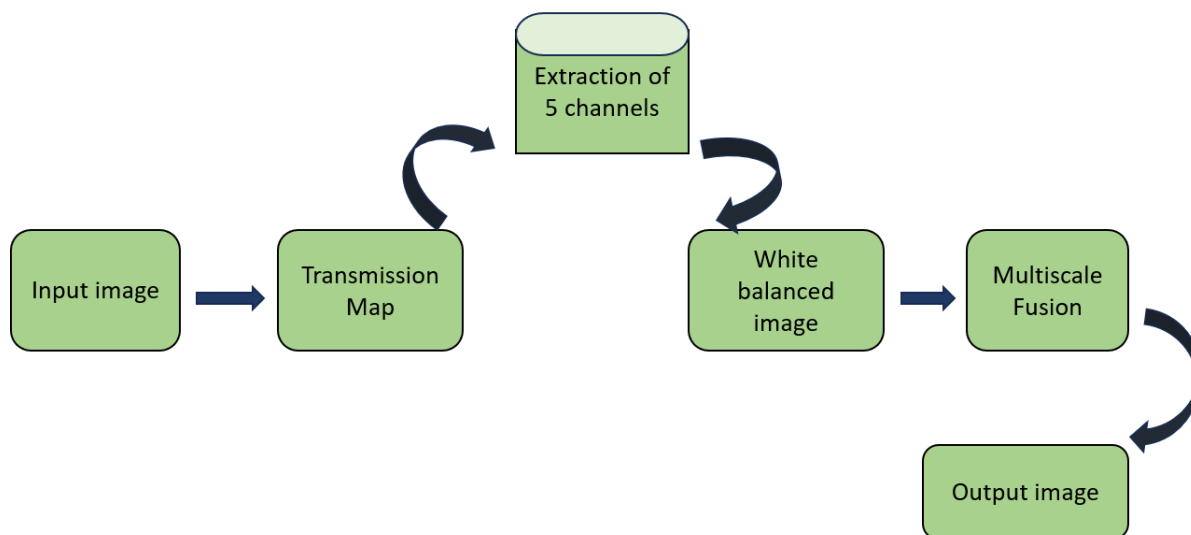 Extraction of
5 channels
Input image
Transmission
Map
White
balanced
image
Multiscale
Fusion
Output image